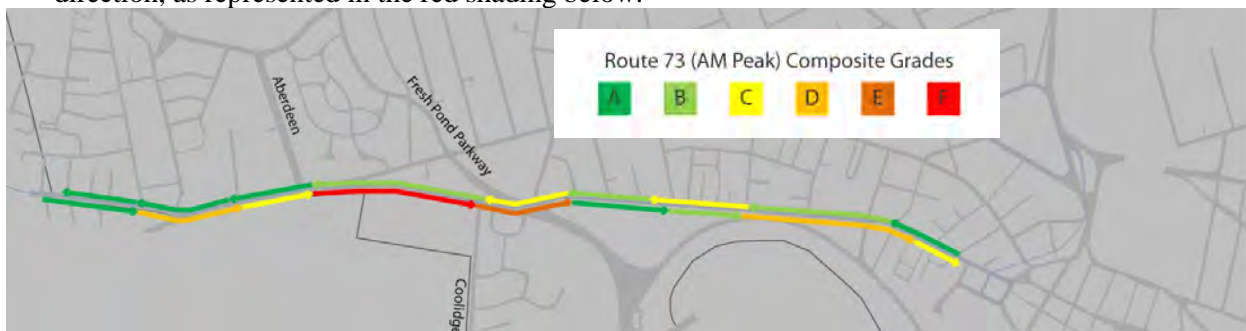 direction, as represented in the red shading below.
Route 73 (AM Peak) Composite Grades
A B C D E F
Aberdeen
Fresh Pond Parkway
Coolidge